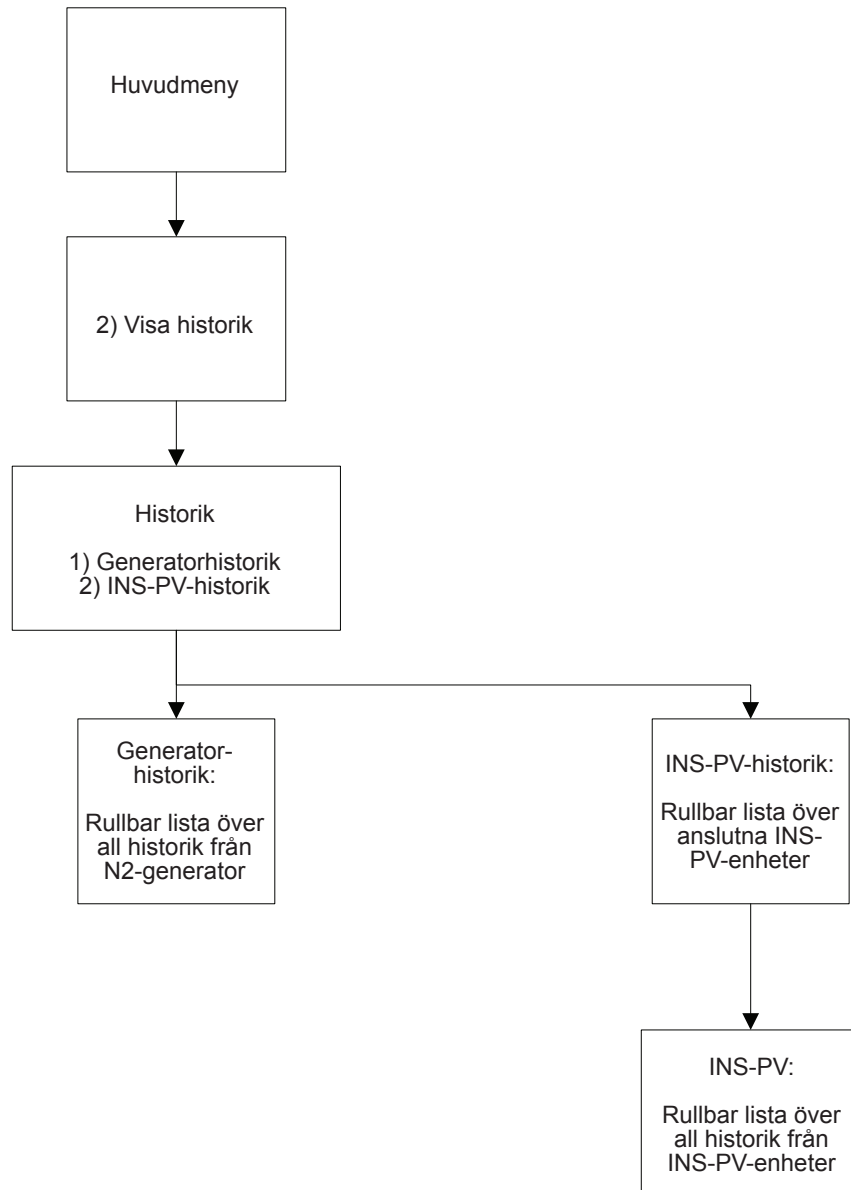 Huvudmeny
2) Visa historik
Historik
1) Generatorhistorik
2) INS-PV-historik
Generator-
historik:
Rullbar lista över
all historik från
N2-generator
INS-PV-historik:
Rullbar lista över
anslutna INS-
PV-enheter
INS-PV:
Rullbar lista över
all historik från
INS-PV-enheter